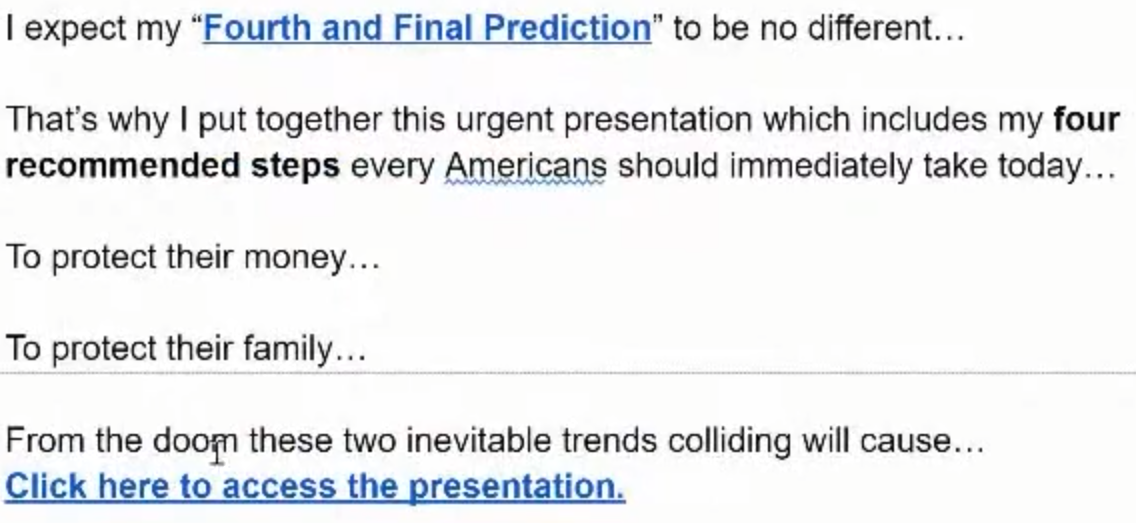 I expect my “Fourth and Final Prediction” to be no different…
That’s why I put together this urgent presentation which includes my four
recommended steps every Americans should immediately take today…
To protect their money…
To protect their family…
From the doom these two inevitable trends colliding will cause…
Click here to access the presentation.